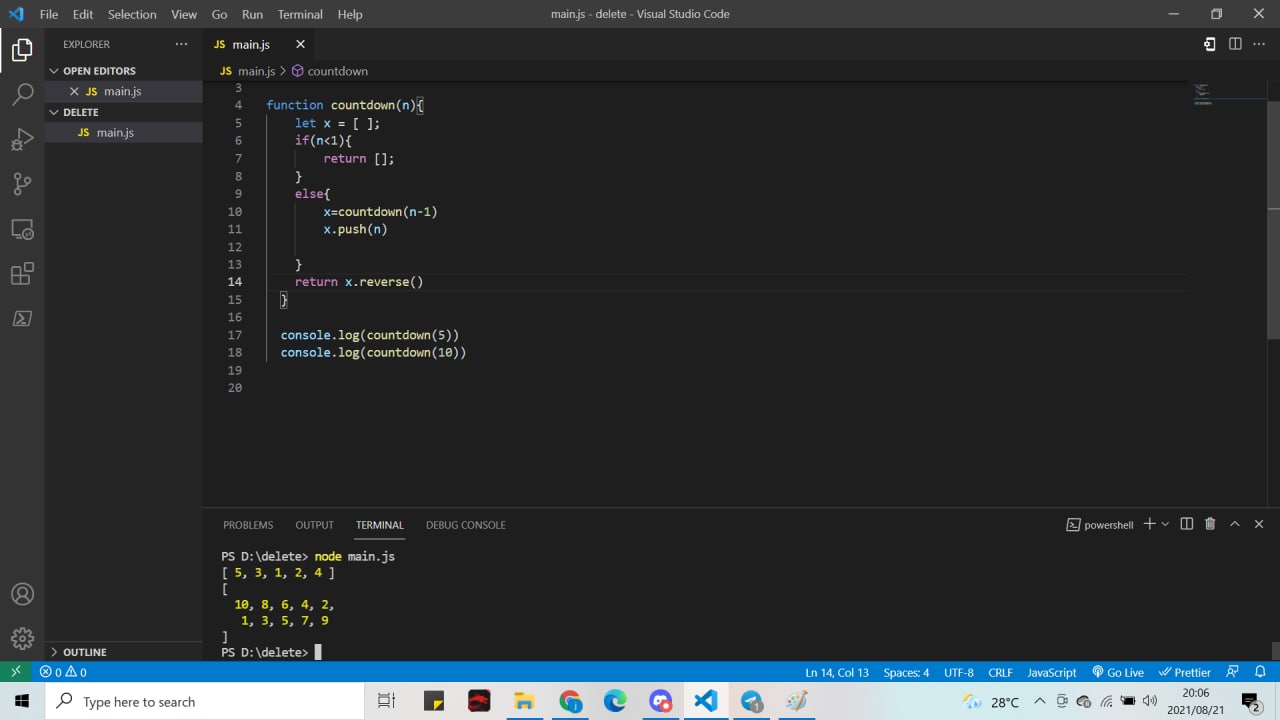 File Edit Selection View Go Run Terminal Help main.js - delete - Visual Studio Code
EXPLORER ··· JS main.js
OPEN EDITORS JS main.js > countdown
JS main.js
DELETE
JS main.js
3
4 function countdown(n){
5 let x = [ ];
6 if(n<1){
7 return [];
8 }
9 else{
10 x=countdown(n-1)
11 x.push(n)
12
13 }
14 return x.reverse()
15 }
16
17 console.log(countdown(5))
18 console.log(countdown(10))
19
20
PROBLEMS OUTPUT TERMINAL DEBUG CONSOLE powershell
PS D:\delete> node main.js
[ 5, 3, 1, 2, 4 ]
[
10, 8, 6, 4, 2,
1, 3, 5, 7, 9
]
PS D:\delete>
OUTLINE
0 0 Ln 14, Col 13 Spaces: 4 UTF-8 CRLF JavaScript Go Live Prettier
Type here to search 1 28°C 20:06
2021/08/21 2